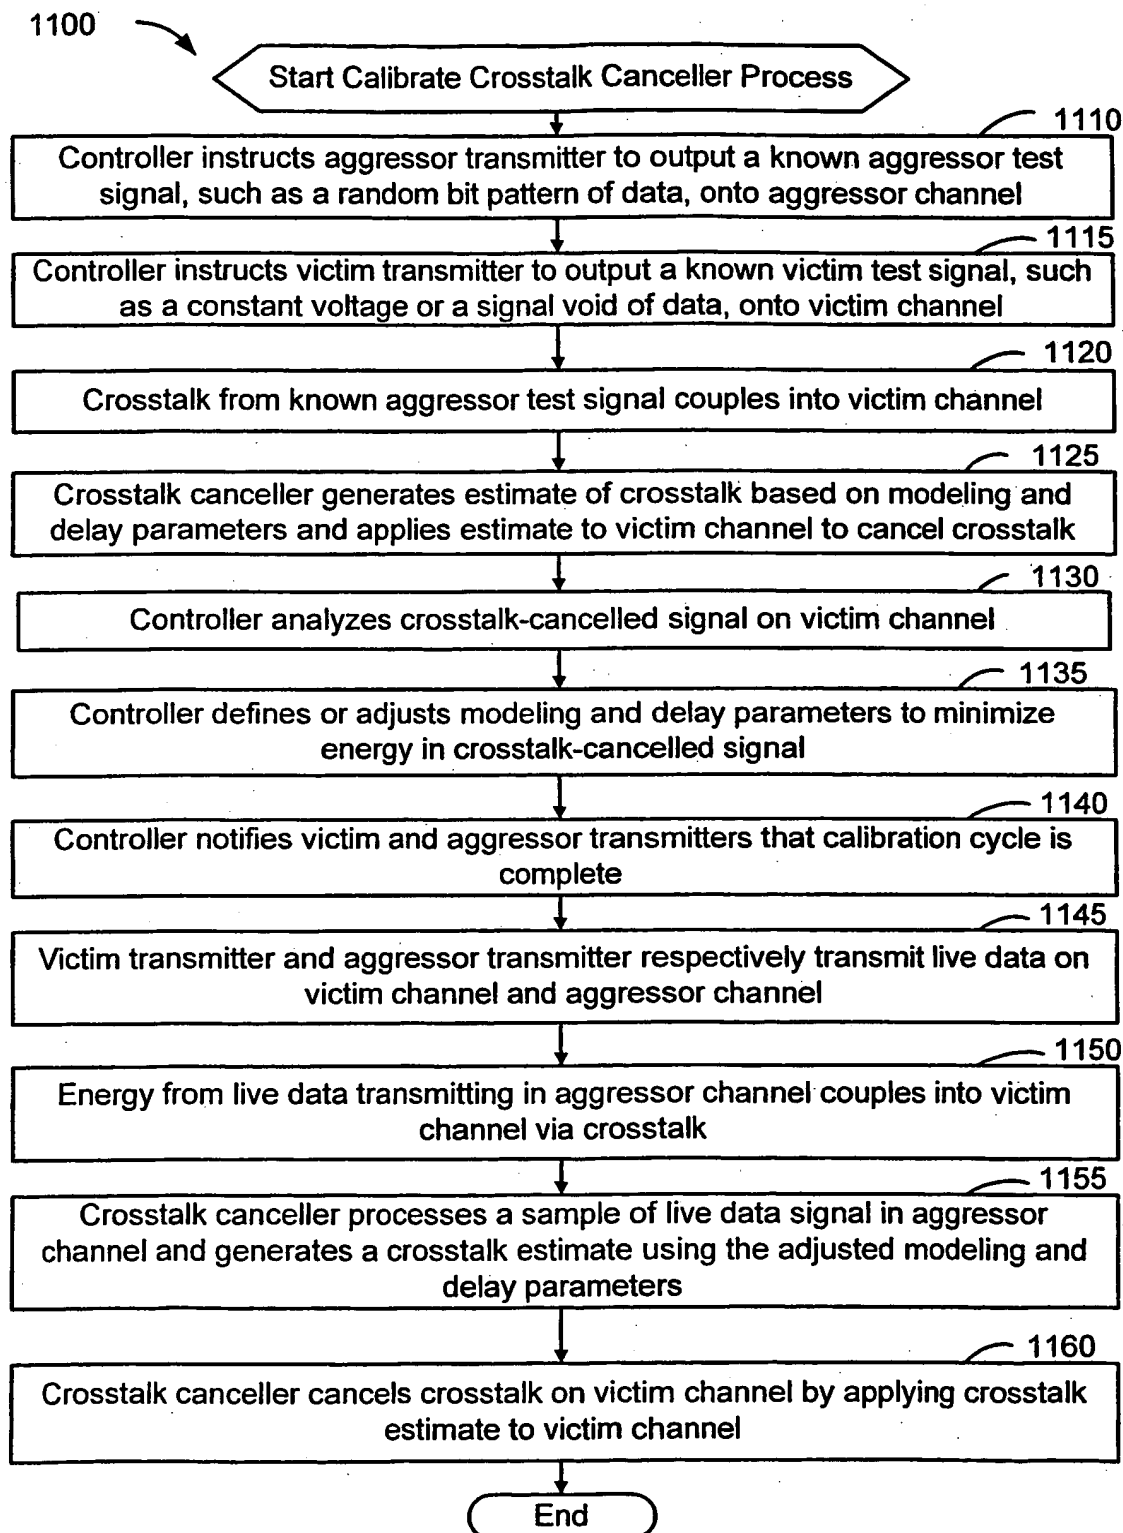 1100
Start Calibrate Crosstalk Canceller Process
1110
Controller instructs aggressor transmitter to output a known aggressor test
signal, such as a random bit pattern of data, onto aggressor channel
1115
Controller instructs victim transmitter to output a known victim test signal, such
as a constant voltage or a signal void of data, onto victim channel
1120
Crosstalk from known aggressor test signal couples into victim channel
1125
Crosstalk canceller generates estimate of crosstalk based on modeling and
delay parameters and applies estimate to victim channel to cancel crosstalk
1130
Controller analyzes crosstalk-cancelled signal on victim channel
1135
Controller defines or adjusts modeling and delay parameters to minimize
energy in crosstalk-cancelled signal
1140
Controller notifies victim and aggressor transmitters that calibration cycle is
complete
1145
Victim transmitter and aggressor transmitter respectively transmit live data on
victim channel and aggressor channel
1150
Energy from live data transmitting in aggressor channel couples into victim
channel via crosstalk
1155
Crosstalk canceller processes a sample of live data signal in aggressor
channel and generates a crosstalk estimate using the adjusted modeling and
delay parameters
1160
Crosstalk canceller cancels crosstalk on victim channel by applying crosstalk
estimate to victim channel
End